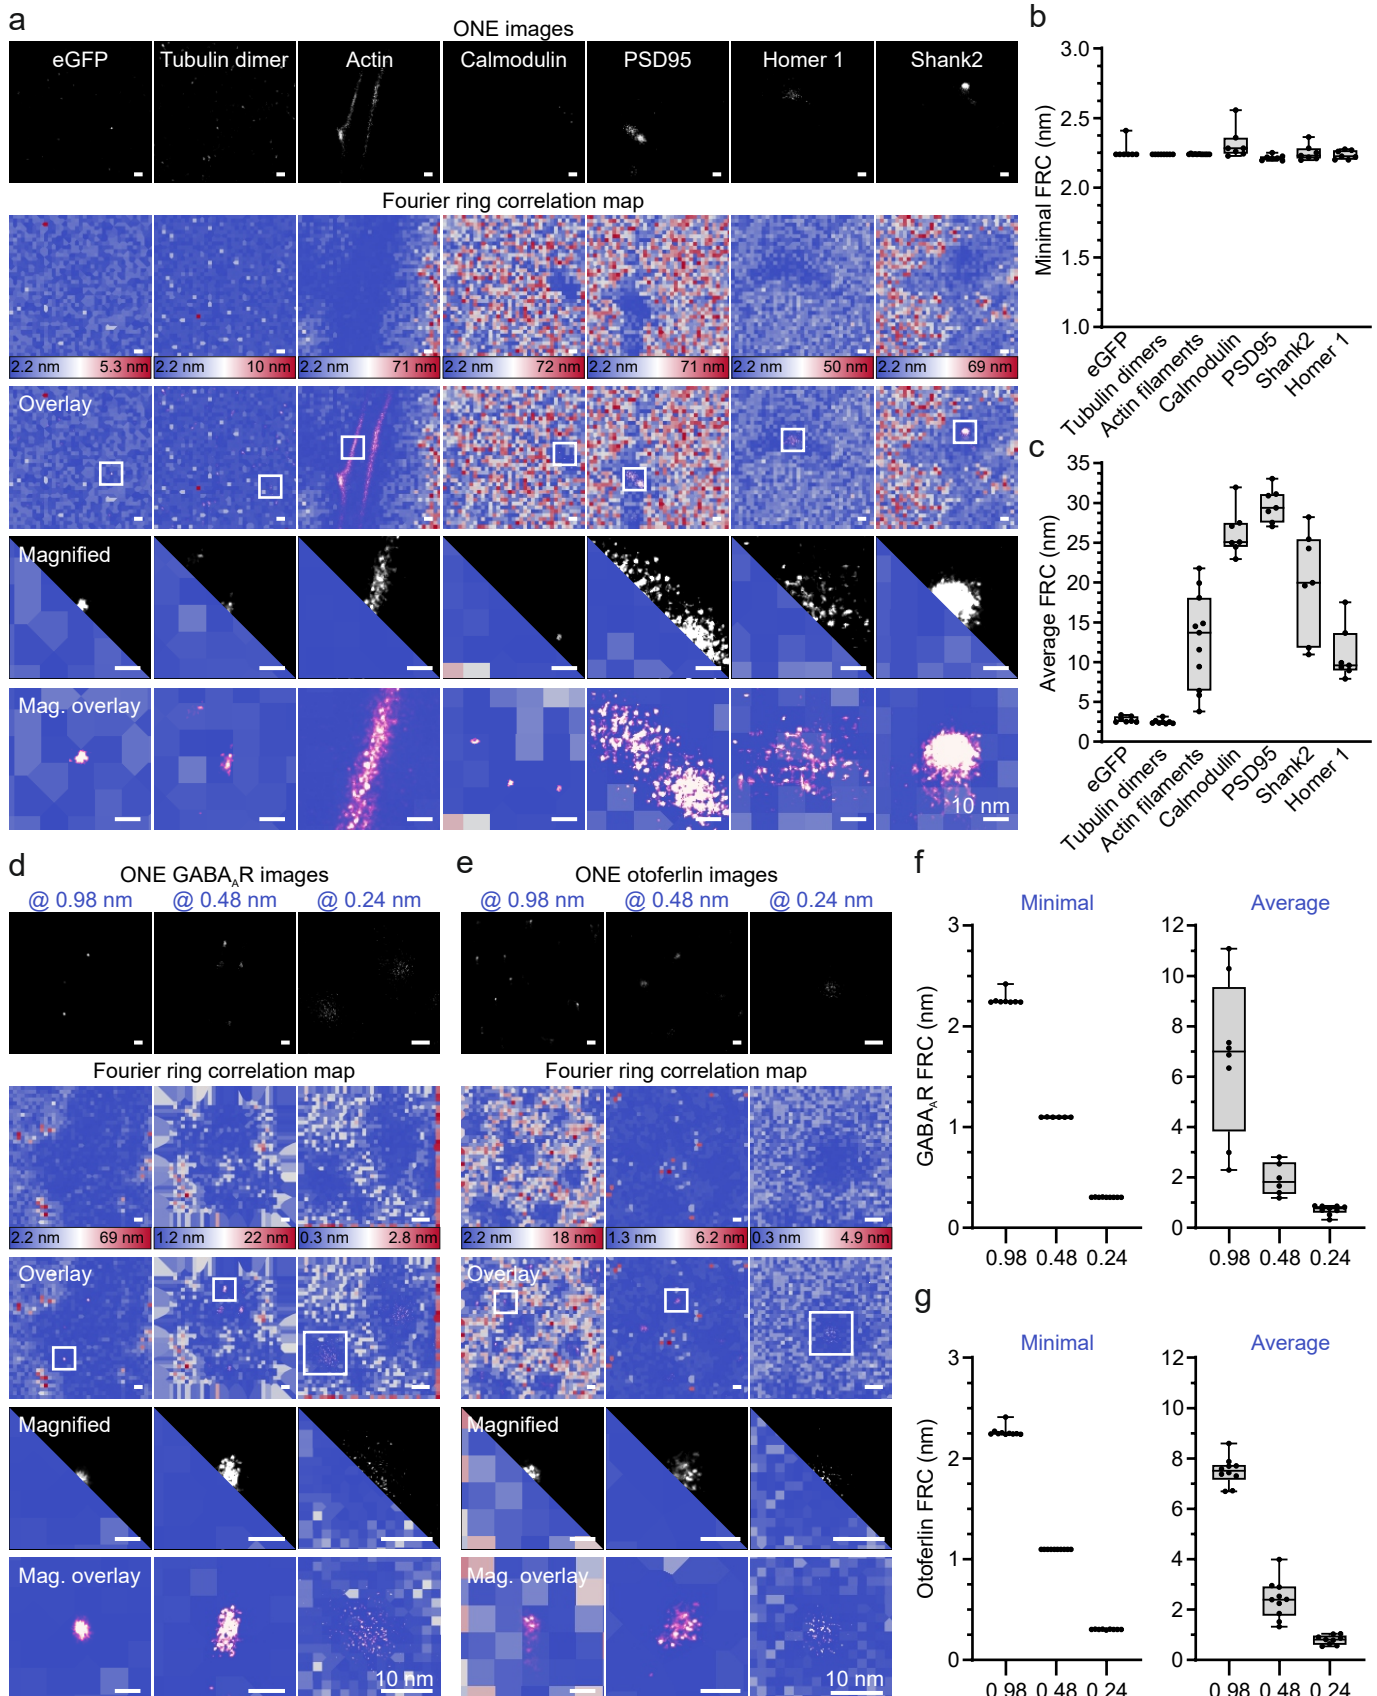 a
ONE images
eGFP
Tubulin dimer
Actin
Calmodulin
PSD95
Homer 1
Shank2
Fourier ring correlation map
2.2 nm 5.3 nm
2.2 nm 10 nm
2.2 nm 71 nm
2.2 nm 72 nm
2.2 nm 71 nm
2.2 nm 50 nm
2.2 nm 69 nm
Overlay
Magnified
Mag. overlay
10 nm
b
Minimal FRC (nm)
3.0
2.5
2.0
1.5
1.0
eGFP
Tubulin dimers
Actin filaments
Calmodulin
PSD95
Shank2
Homer 1
c
Average FRC (nm)
35
30
25
20
15
10
5
0
eGFP
Tubulin dimers
Actin filaments
Calmodulin
PSD95
Shank2
Homer 1
d
ONE GABA_AR images
@ 0.98 nm
@ 0.48 nm
@ 0.24 nm
Fourier ring correlation map
2.2 nm 69 nm
1.2 nm 22 nm
0.3 nm 2.8 nm
Overlay
Magnified
Mag. overlay
10 nm
e
ONE otoferlin images
@ 0.98 nm
@ 0.48 nm
@ 0.24 nm
Fourier ring correlation map
2.2 nm 18 nm
1.3 nm 6.2 nm
0.3 nm 4.9 nm
Overlay
Magnified
Mag. overlay
10 nm
f
Minimal
GABA_AR FRC (nm)
3
2
1
0
0.98 0.48 0.24
Average
12
10
8
6
4
2
0
0.98 0.48 0.24
g
Minimal
Otoferlin FRC (nm)
3
2
1
0
0.98 0.48 0.24
Average
12
10
8
6
4
2
0
0.98 0.48 0.24